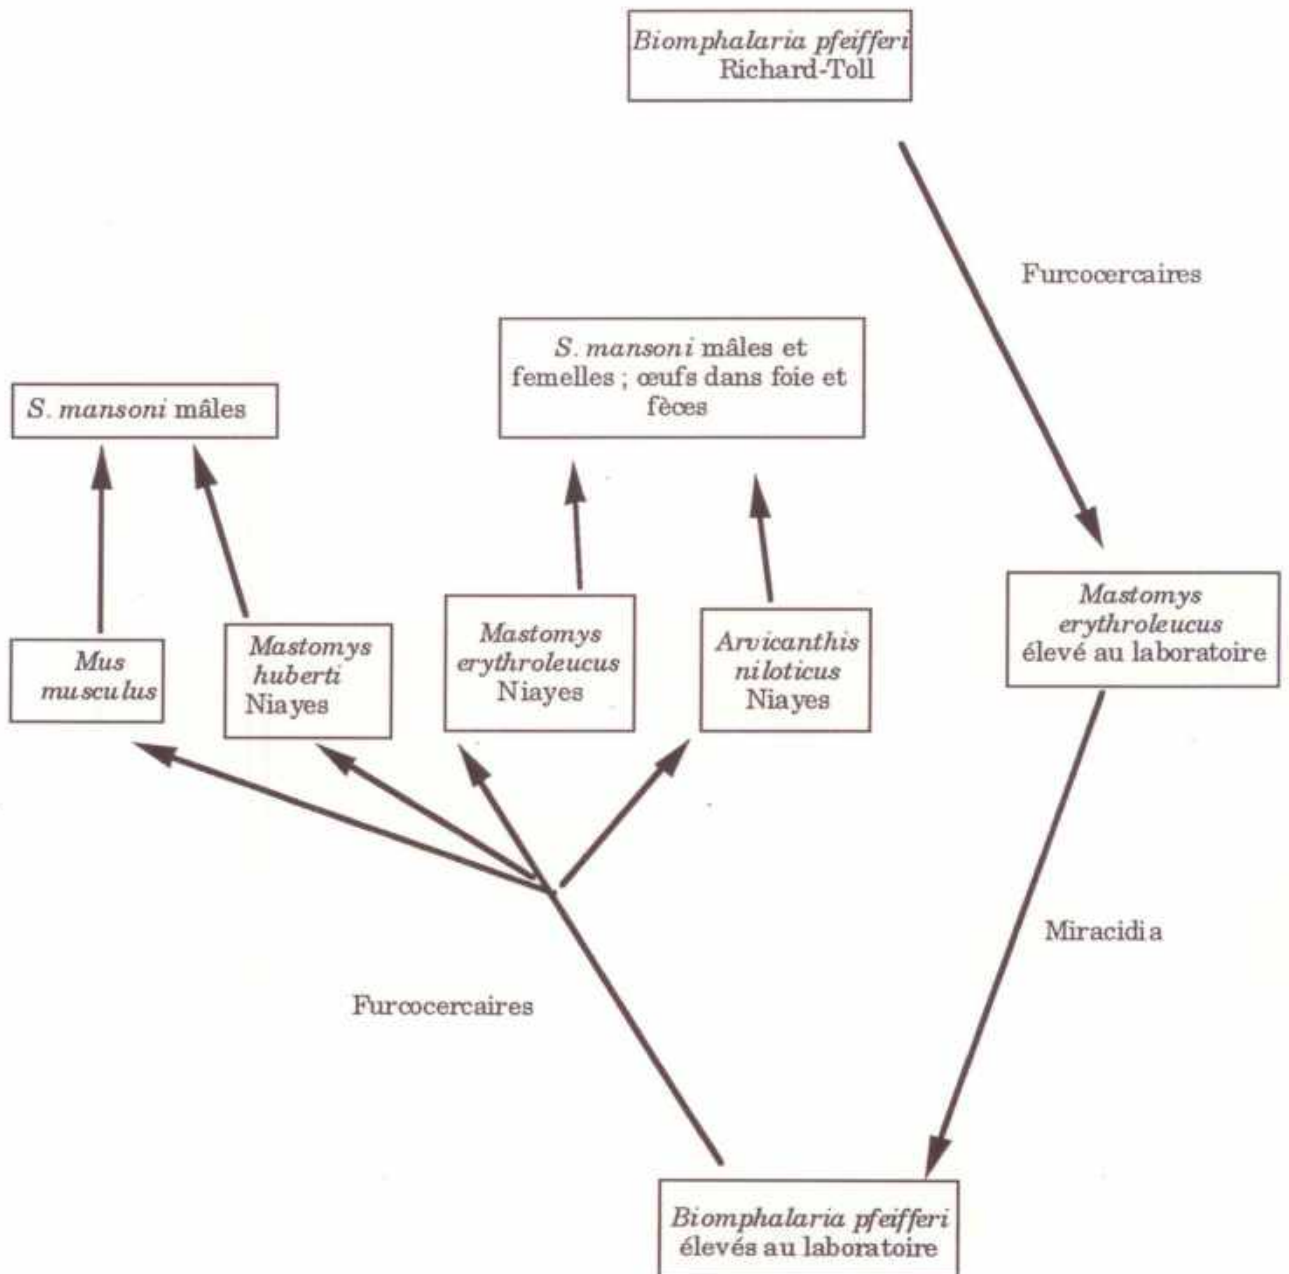 Biomphalaria pfeifferi
Richard-Toll
Furcocercaires
S. mansoni mâles et
femelles ; œufs dans foie et
fèces
S. mansoni mâles
Mastomys
erythroleucus
élevé au laboratoire
Mus
musculus
Mastomys
huberti
Niayes
Mastomys
erythroleucus
Niayes
Arvicanthis
niloticus
Niayes
Miracidia
Furcocercaires
Biomphalaria pfeifferi
élevés au laboratoire